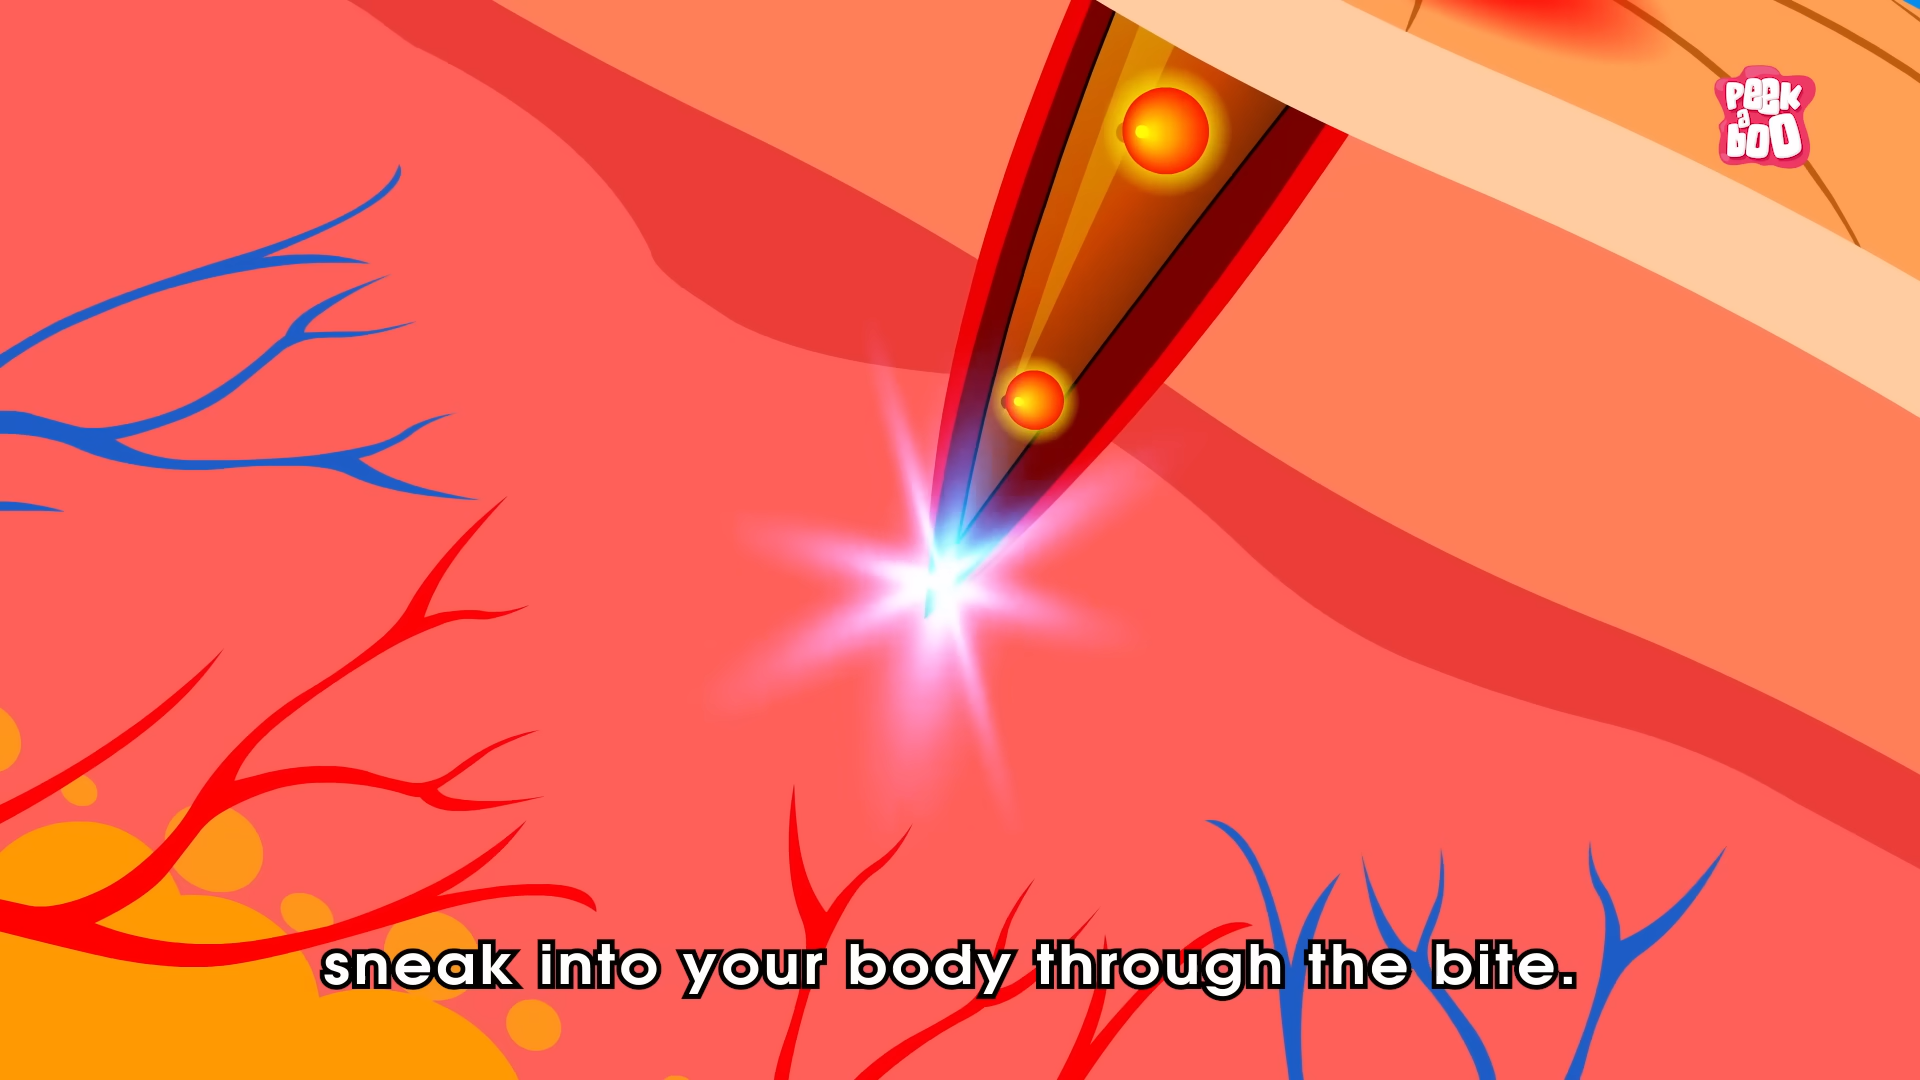 peek
a
boo
sneak into your body through the bite.